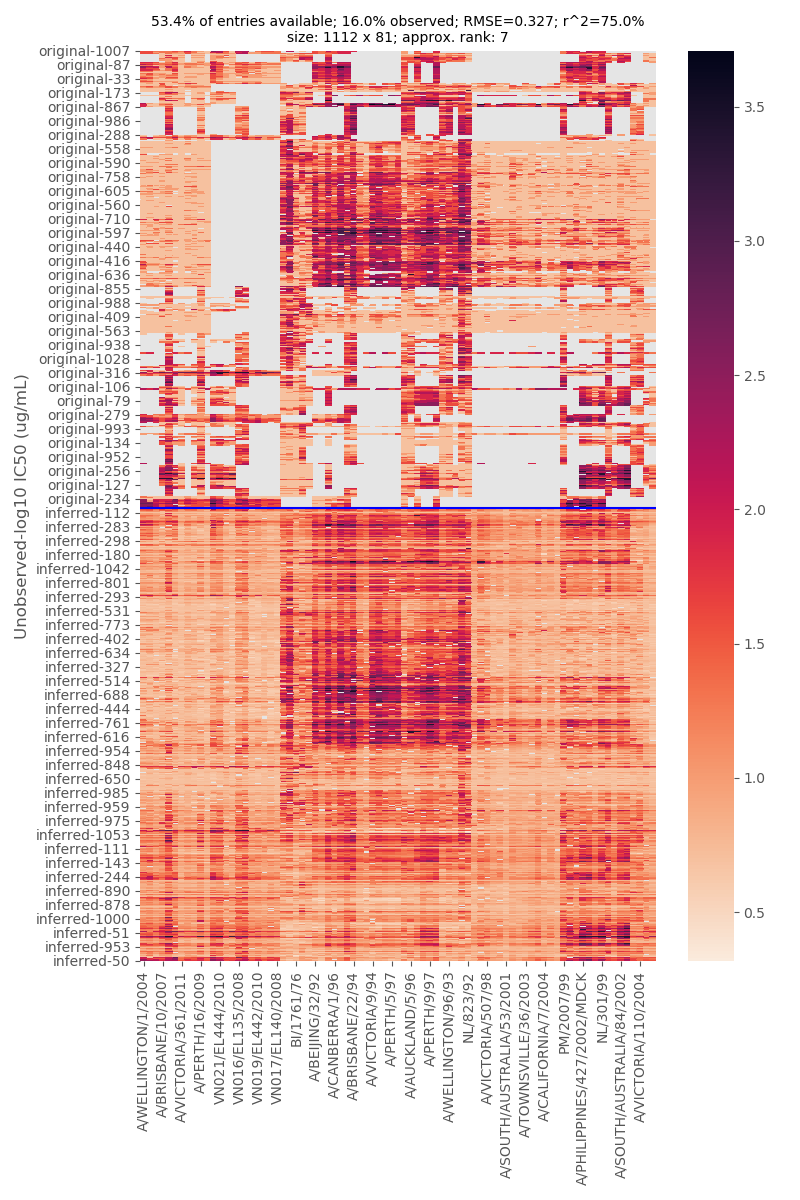 53.4% of entries available; 16.0% observed; RMSE=0.327; r^2=75.0%
size: 1112 x 81; approx. rank: 7
Unobserved-log10 IC50 (ug/mL)
original-1007
original-87
original-33
original-173
original-867
original-986
original-288
original-558
original-590
original-758
original-605
original-560
original-710
original-597
original-440
original-416
original-636
original-855
original-988
original-409
original-563
original-938
original-1028
original-316
original-106
original-79
original-279
original-993
original-134
original-952
original-256
original-127
original-234
inferred-112
inferred-283
inferred-298
inferred-180
inferred-1042
inferred-801
inferred-293
inferred-531
inferred-773
inferred-402
inferred-634
inferred-327
inferred-514
inferred-688
inferred-444
inferred-761
inferred-616
inferred-954
inferred-848
inferred-650
inferred-985
inferred-959
inferred-975
inferred-1053
inferred-111
inferred-143
inferred-244
inferred-890
inferred-878
inferred-1000
inferred-51
inferred-953
inferred-50
A/WELLINGTON/1/2004
A/BRISBANE/10/2007
A/VICTORIA/361/2011
A/PERTH/16/2009
VN021/EL444/2010
VN016/EL135/2008
VN019/EL442/2010
VN017/EL140/2008
BI/1761/76
A/BEIJING/32/92
A/CANBERRA/1/96
A/BRISBANE/22/94
A/VICTORIA/9/94
A/PERTH/5/97
A/AUCKLAND/5/96
A/PERTH/9/97
A/WELLINGTON/96/93
NL/823/92
A/VICTORIA/507/98
A/SOUTH/AUSTRALIA/53/2001
A/TOWNSVILLE/36/2003
A/CALIFORNIA/7/2004
PM/2007/99
A/PHILIPPINES/427/2002/MDCK
NL/301/99
A/SOUTH/AUSTRALIA/84/2002
A/VICTORIA/110/2004
3.5
3.0
2.5
2.0
1.5
1.0
0.5